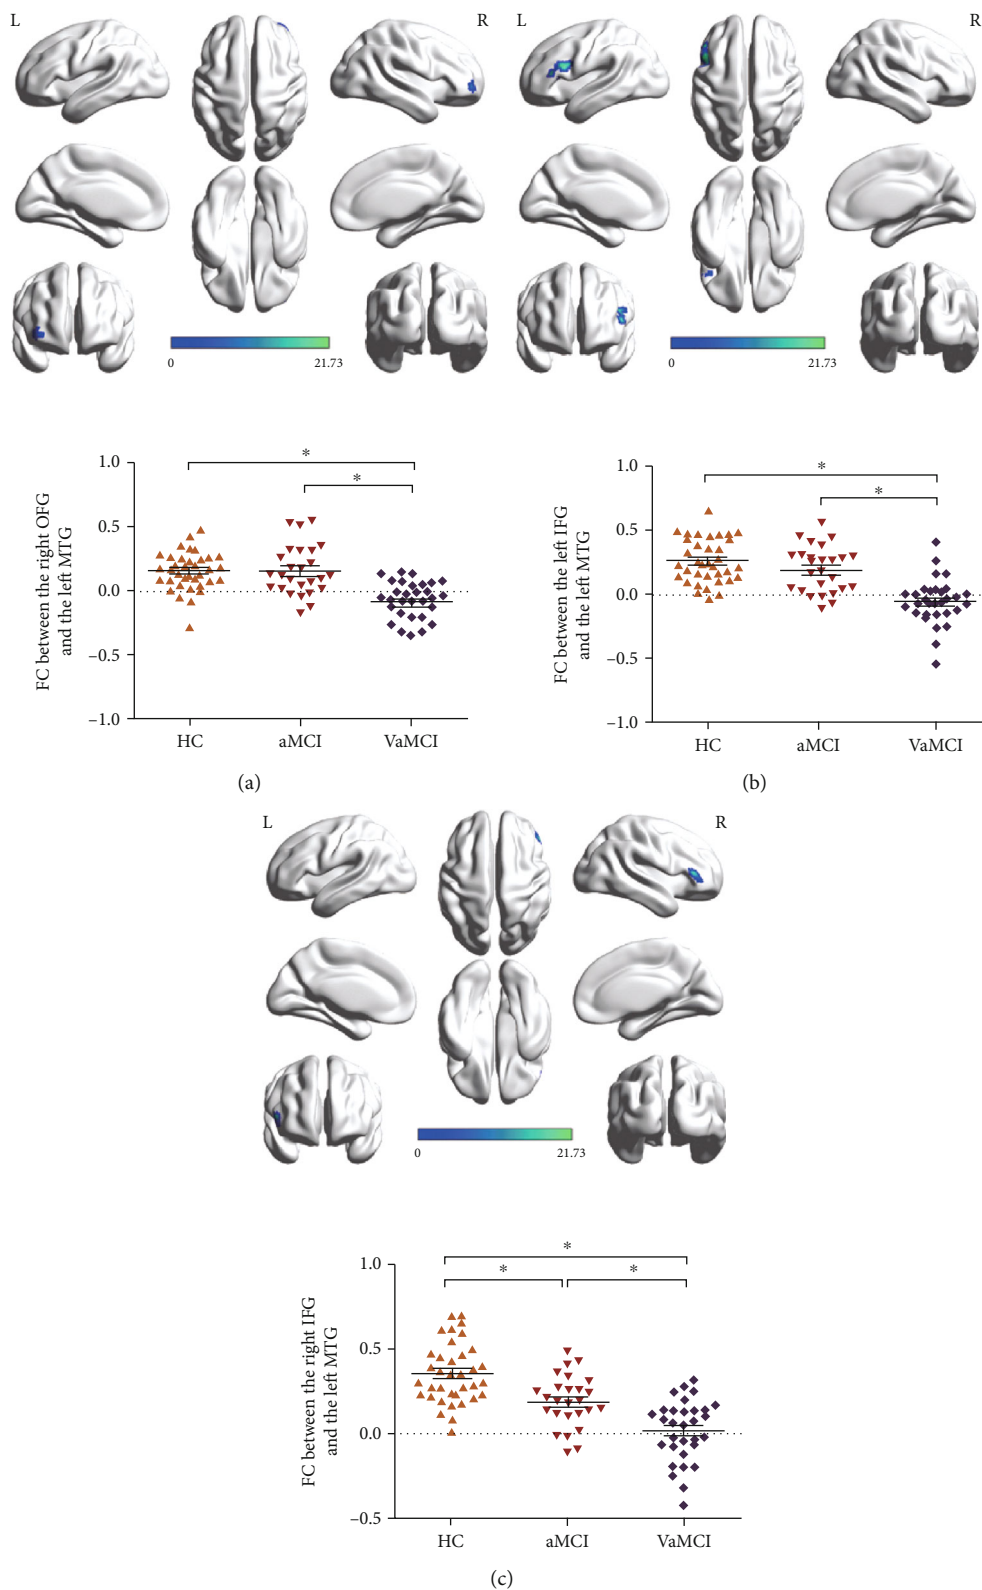 L
R
0
21.73
FC between the right OFG
and the left MTG
1.0
0.5
0.0
−0.5
−1.0
*
*
HC
aMCI
VaMCI
(a)
L
R
0
21.73
FC between the left IFG
and the left MTG
1.0
0.5
0.0
−0.5
−1.0
*
*
HC
aMCI
VaMCI
(b)
L
R
0
21.73
FC between the right IFG
and the left MTG
1.0
0.5
0.0
−0.5
*
*
*
HC
aMCI
VaMCI
(c)